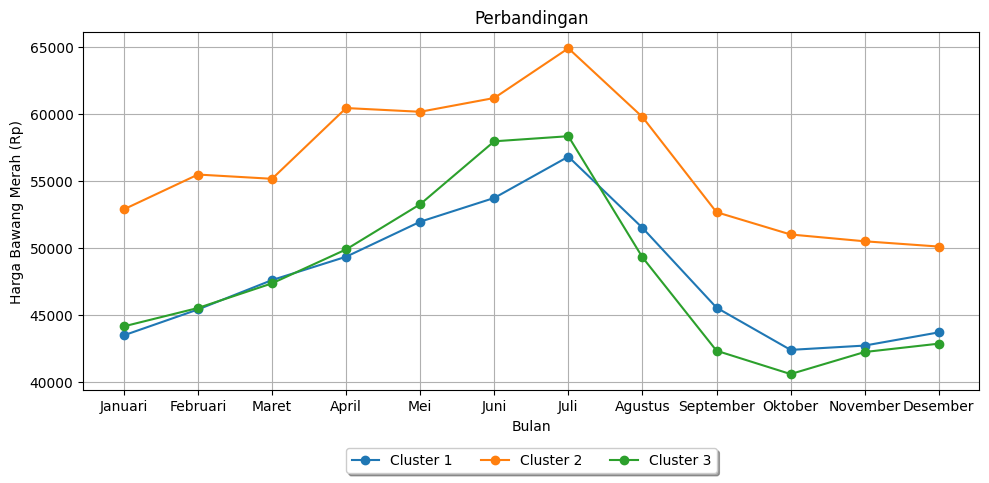 Perbandingan
65000
60000
55000
50000
45000
40000
Harga Bawang Merah (Rp)
Januari Februari Maret April Mei Juni Juli Agustus September Oktober November Desember
Bulan
Cluster 1 Cluster 2 Cluster 3